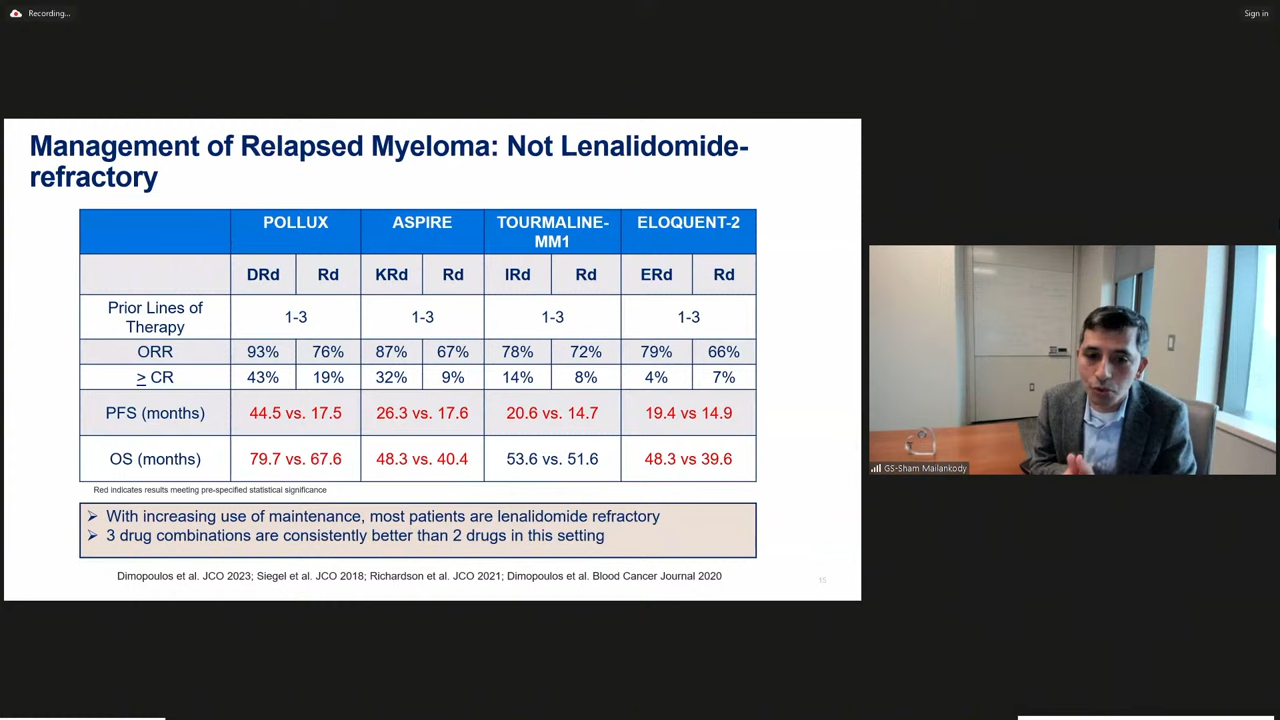 Recording...
Sign in
Management of Relapsed Myeloma: Not Lenalidomide-
refractory
POLLUX ASPIRE TOURMALINE-
MM1 ELOQUENT-2
DRd Rd KRd Rd IRd Rd ERd Rd
Prior Lines of
Therapy 1-3 1-3 1-3 1-3
ORR 93% 76% 87% 67% 78% 72% 79% 66%
> CR 43% 19% 32% 9% 14% 8% 4% 7%
PFS (months) 44.5 vs. 17.5 26.3 vs. 17.6 20.6 vs. 14.7 19.4 vs 14.9
OS (months) 79.7 vs. 67.6 48.3 vs. 40.4 53.6 vs. 51.6 48.3 vs 39.6
Red indicates results meeting pre-specified statistical significance
➢ With increasing use of maintenance, most patients are lenalidomide refractory
➢ 3 drug combinations are consistently better than 2 drugs in this setting
Dimopoulos et al. JCO 2023; Siegel et al. JCO 2018; Richardson et al. JCO 2021; Dimopoulos et al. Blood Cancer Journal 2020
15
GS-Sham Mailankody